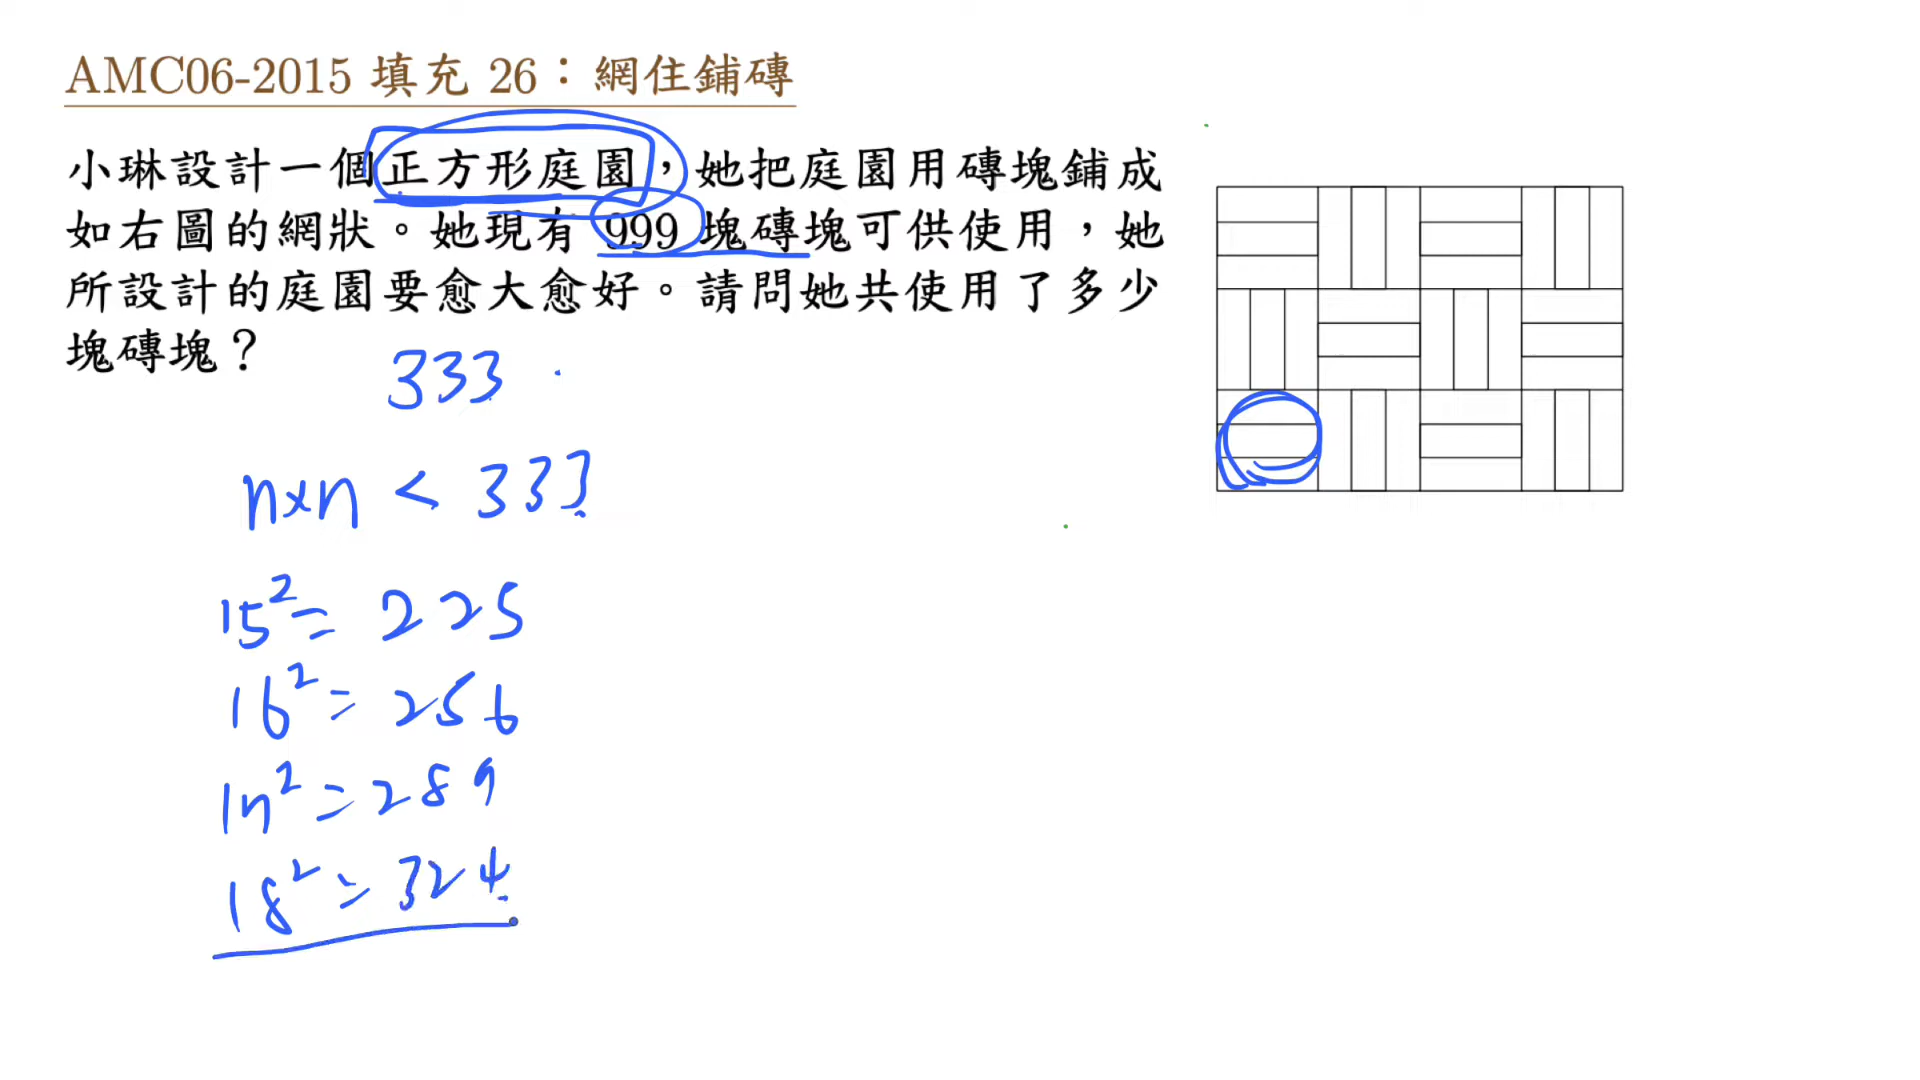 AMC06-2015 填充 26：網住鋪磚
小琳設計一個正方形庭園，她把庭園用磚塊鋪成
如右圖的網狀。她現有 999 塊磚塊可供使用，她
所設計的庭園要愈大愈好。請問她共使用了多少
塊磚塊？
333
n×n < 333
15²= 225
16²= 256
17²= 289
18²= 324